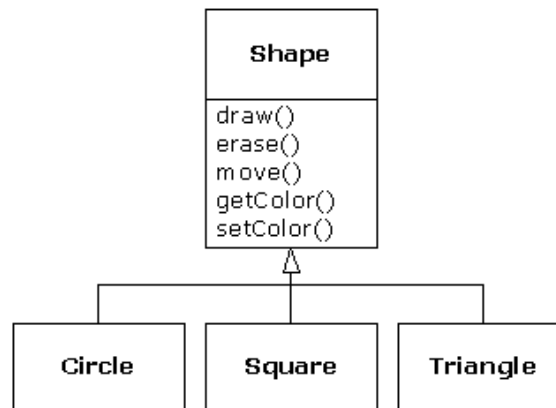 Shape
draw()
erase()
move()
getColor()
setColor()
Circle Square Triangle